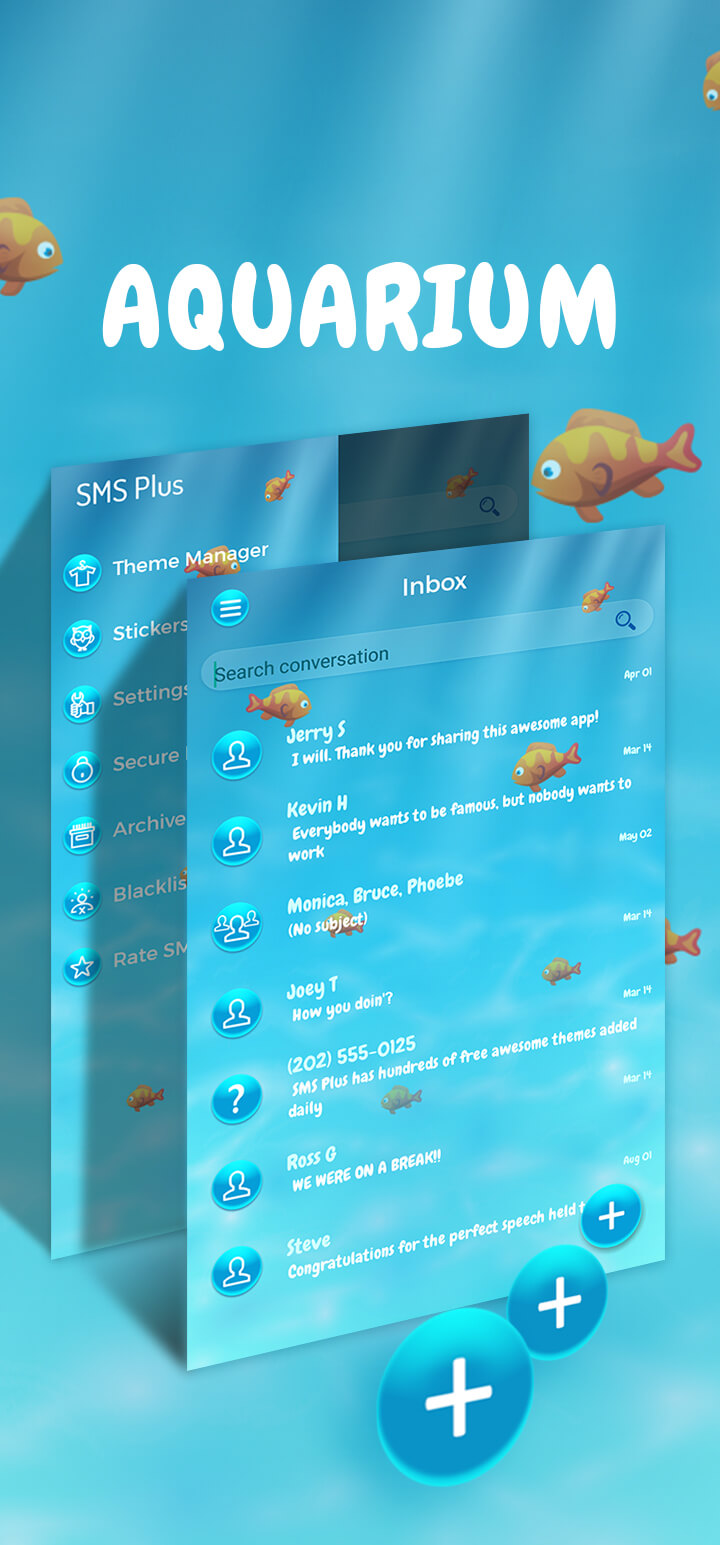 AQUARIUM
SMS Plus
Theme Manager
Stickers
Settings
Secure
Archive
Blacklis
Rate SM
Inbox
Search conversation
Apr 01
Jerry S
I will. Thank you for sharing this awesome app!
Mar 14
Kevin H
Everybody wants to be famous, but nobody wants to
work
May 02
Monica, Bruce, Phoebe
(No subject)
Mar 14
Joey T
How you doin'?
Mar 14
(202) 555-0125
SMS Plus has hundreds of free awesome themes added
daily
Mar 14
Ross G
WE WERE ON A BREAK!!
Aug 01
Steve
Congratulations for the perfect speech held